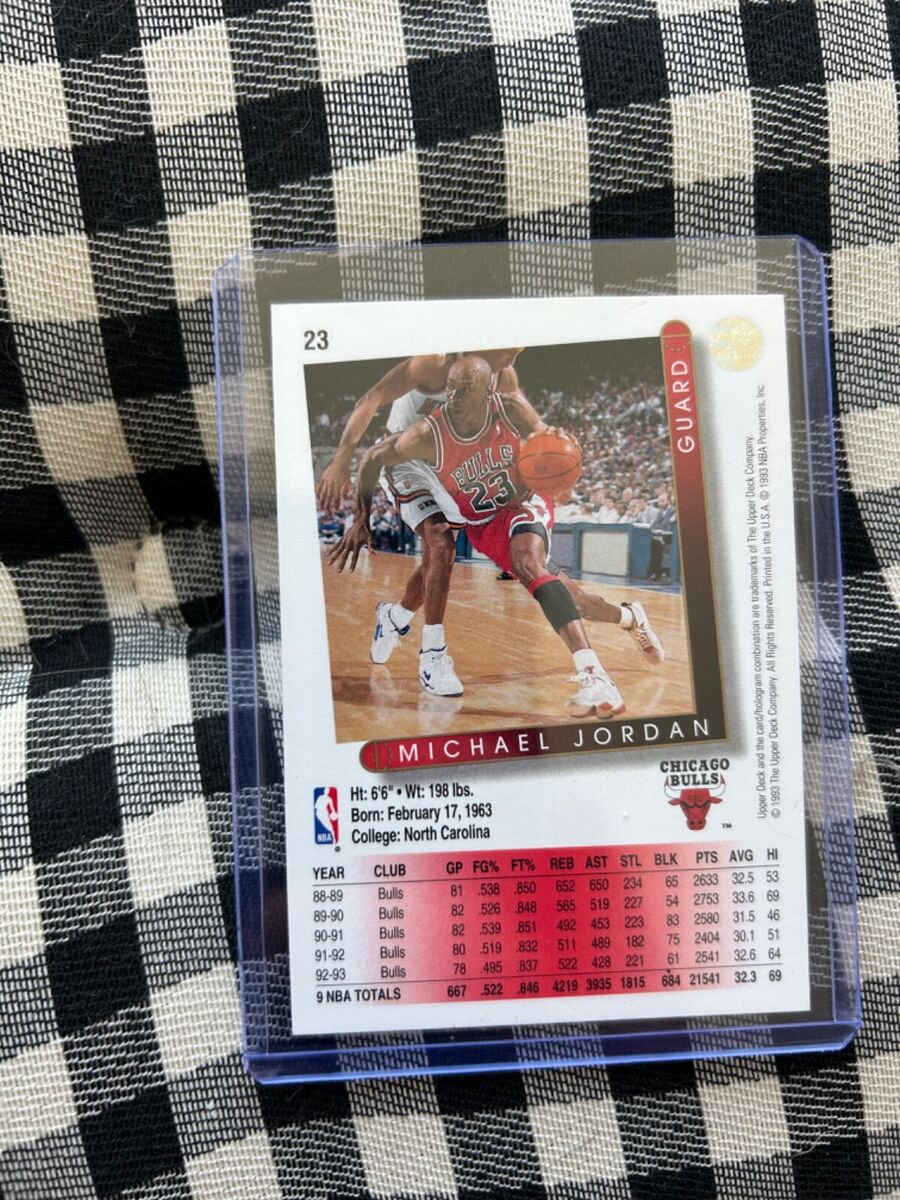 23
GUARD
BULLS
23
MICHAEL JORDAN
CHICAGO
BULLS
TM
NBA
Ht: 6'6" • Wt: 198 lbs.
Born: February 17, 1963
College: North Carolina
Upper Deck and the card/hologram combination are trademarks of The Upper Deck Company.
© 1993 The Upper Deck Company. All Rights Reserved. Printed in the U.S.A. © 1993 NBA Properties, Inc.
YEAR CLUB GP FG% FT% REB AST STL BLK PTS AVG HI
88-89 Bulls 81 .538 .850 652 650 234 65 2633 32.5 53
89-90 Bulls 82 .526 .848 565 519 227 54 2753 33.6 69
90-91 Bulls 82 .539 .851 492 453 223 83 2580 31.5 46
91-92 Bulls 80 .519 .832 511 489 182 75 2404 30.1 51
92-93 Bulls 78 .495 .837 522 428 221 61 2541 32.6 64
9 NBA TOTALS 667 .522 .846 4219 3935 1815 684 21541 32.3 69